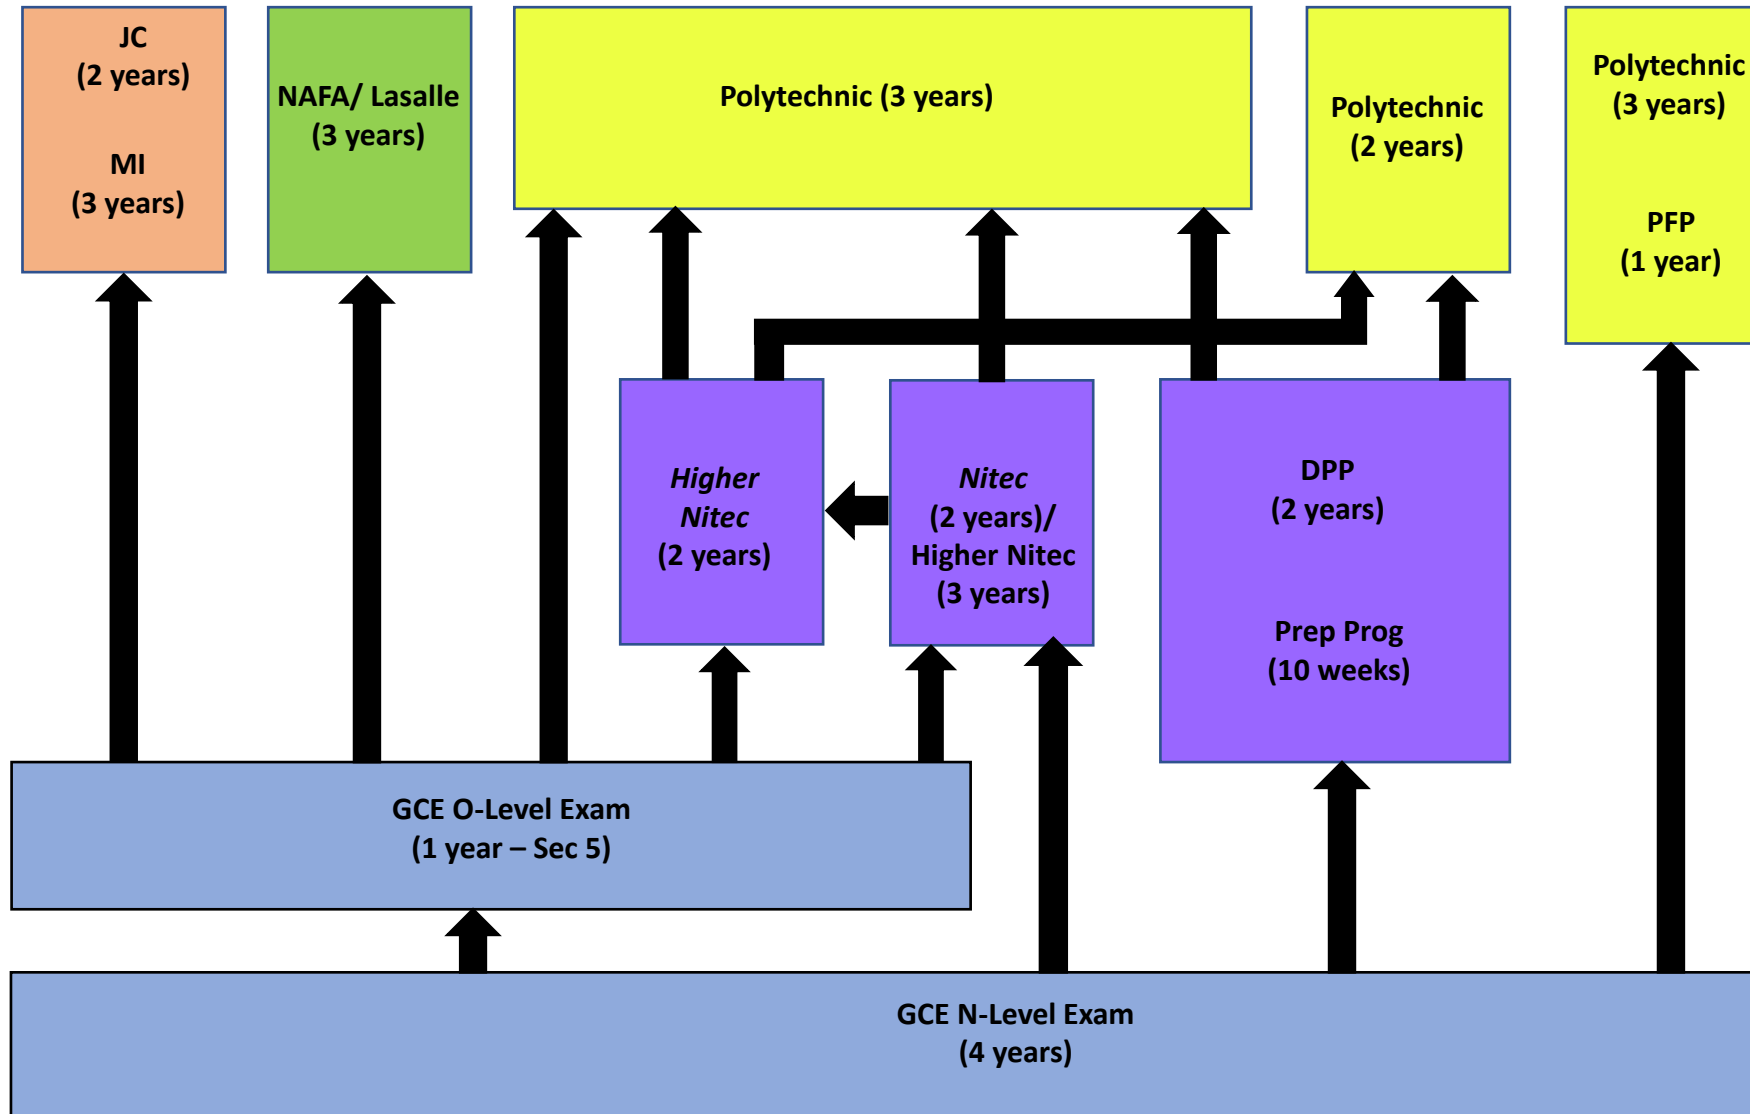 JC
(2 years)
MI
(3 years)
NAFA/ Lasalle
(3 years)
Polytechnic (3 years)
Polytechnic
(2 years)
Polytechnic
(3 years)
PFP
(1 year)
Higher
Nitec
(2 years)
Nitec
(2 years)/
Higher Nitec
(3 years)
DPP
(2 years)
Prep Prog
(10 weeks)
GCE O-Level Exam
(1 year – Sec 5)
GCE N-Level Exam
(4 years)